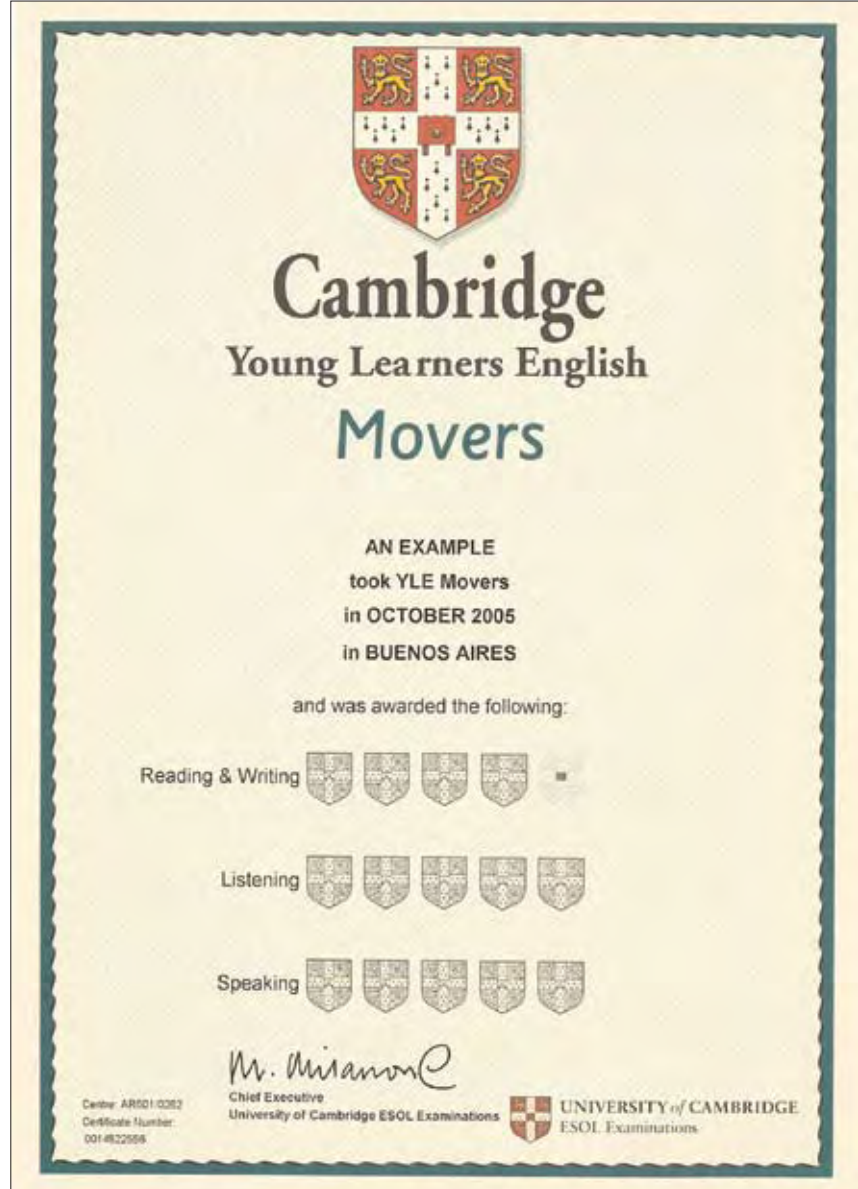 Cambridge
Young Learners English
Movers
AN EXAMPLE
took YLE Movers
in OCTOBER 2005
in BUENOS AIRES
and was awarded the following:
Reading & Writing
Listening
Speaking
Chief Executive
University of Cambridge ESOL Examinations
Centre: AR001/0262
Certificate Number:
UNIVERSITY of CAMBRIDGE
ESOL Examinations